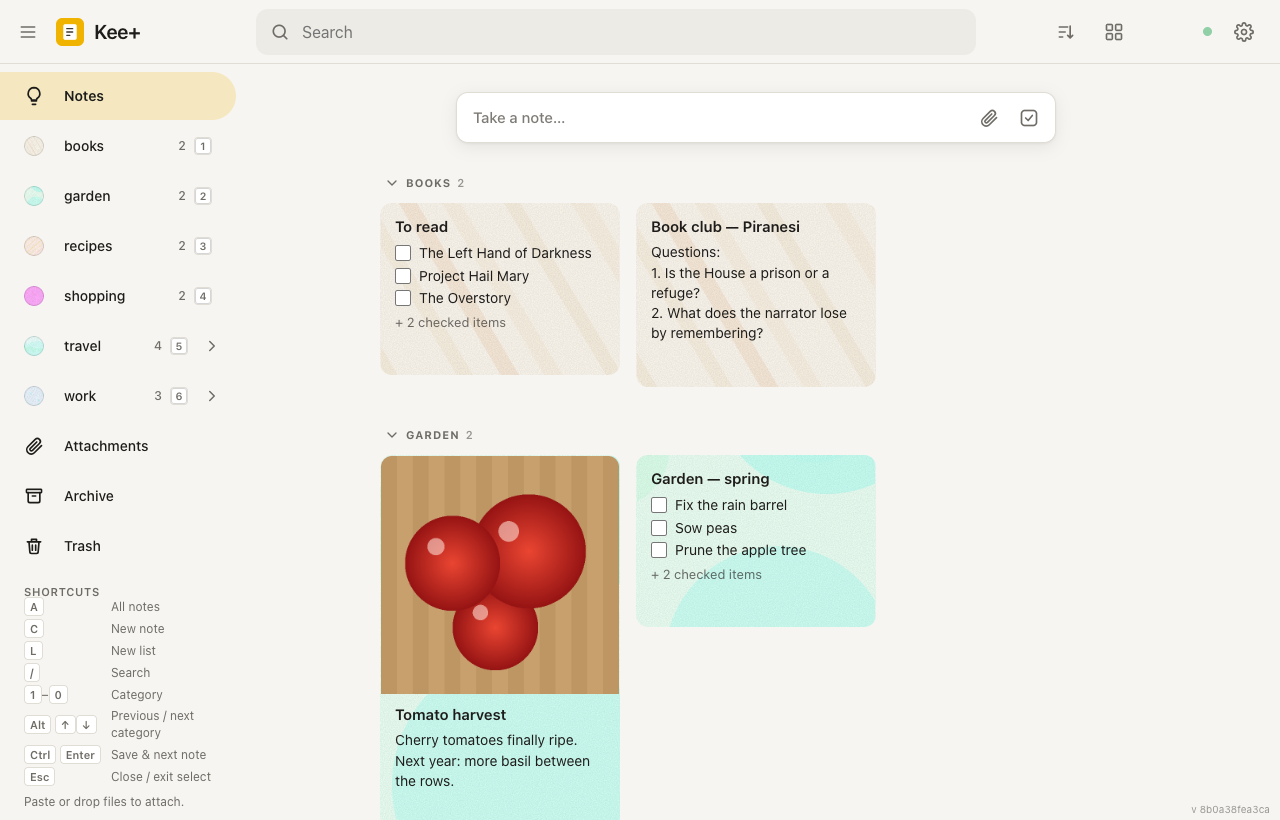 Kee+
Search
Notes
books 2 1
garden 2 2
recipes 2 3
shopping 2 4
travel 4 5
work 3 6
Attachments
Archive
Trash
SHORTCUTS
A All notes
C New note
L New list
/ Search
1 – 0 Category
Alt ↑ ↓ Previous / next
category
Ctrl Enter Save & next note
Esc Close / exit select
Paste or drop files to attach.
Take a note...
BOOKS 2
To read
The Left Hand of Darkness
Project Hail Mary
The Overstory
+ 2 checked items
Book club — Piranesi
Questions:
1. Is the House a prison or a
refuge?
2. What does the narrator lose
by remembering?
GARDEN 2
Tomato harvest
Cherry tomatoes finally ripe.
Next year: more basil between
the rows.
Garden — spring
Fix the rain barrel
Sow peas
Prune the apple tree
+ 2 checked items
v 8b0a38fea3ca